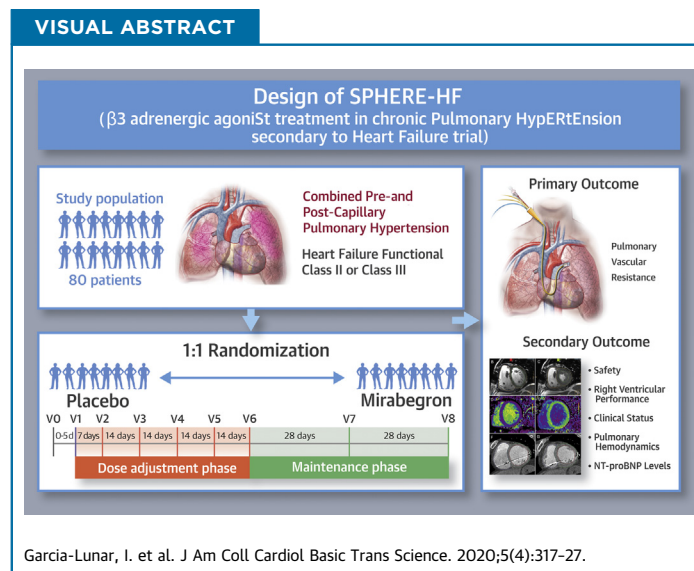 VISUAL ABSTRACT
Design of SPHERE-HF
(β3 adrenergic agoniSt treatment in chronic Pulmonary HypERtEnsion
secondary to Heart Failure trial)
Study population
80 patients
Combined Pre-and
Post-Capillary
Pulmonary Hypertension
Heart Failure Functional
Class II or Class III
1:1 Randomization
Placebo
Mirabegron
V0 V1 V2 V3 V4 V5 V6 V7 V8
0-5d 7 days 14 days 14 days 14 days 14 days 28 days 28 days
Dose adjustment phase
Maintenance phase
Primary Outcome
Pulmonary
Vascular
Resistance
Secondary Outcome
• Safety
• Right Ventricular
Performance
• Clinical Status
• Pulmonary
Hemodynamics
• NT-proBNP Levels
Garcia-Lunar, I. et al. J Am Coll Cardiol Basic Trans Science. 2020;5(4):317–27.